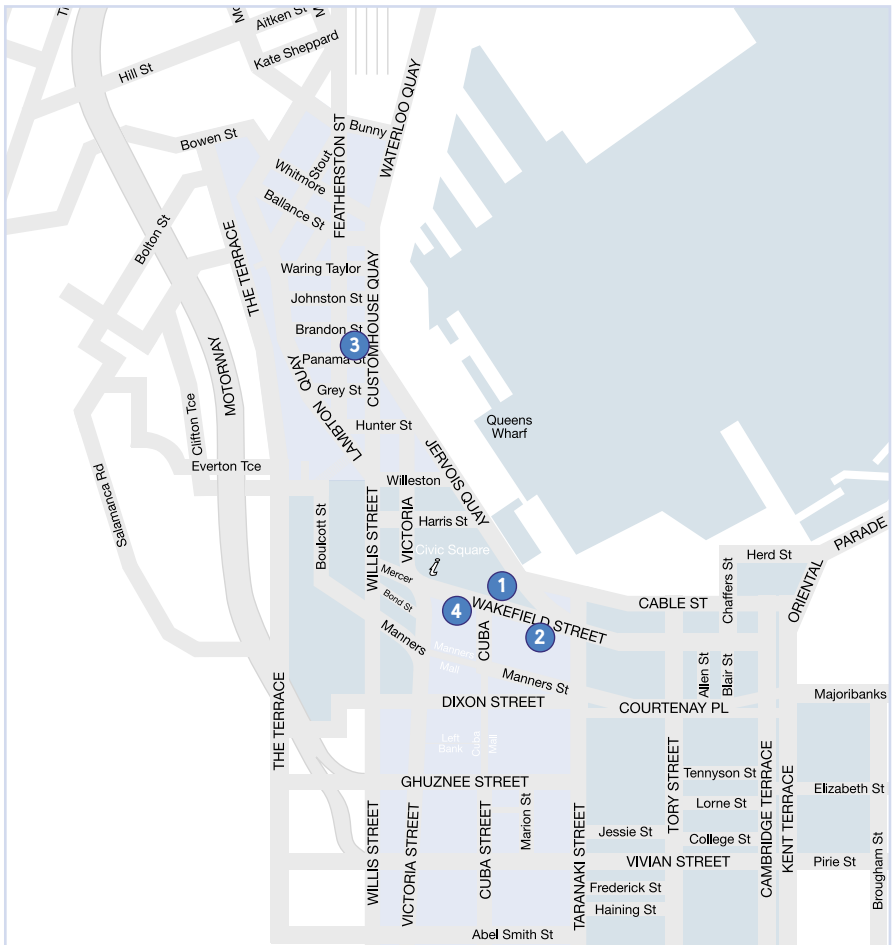 Aitken St
Kate Sheppard
Hill St
Bunny
WATERLOO QUAY
FEATHERSTON ST
Bowen St
Stout
Whitmore
Ballance St
Bolton St
THE TERRACE
Waring Taylor
CUSTOMHOUSE QUAY
Johnston St
Brandon St
3
Panama St
MOTORWAY
LAMBTON QUAY
Grey St
Clifton Tce
Hunter St
Queens
Wharf
JERVOIS QUAY
Everton Tce
Salamanca Rd
Willeston
Boulcott St
WILLIS STREET
VICTORIA
Harris St
Civic Square
i
Mercer
Bond St
1
4
WAKEFIELD STREET
2
CUBA
Manners
Manners
Mall
Manners St
CABLE ST
Herd St
Chaffers St
ORIENTAL PARADE
Allen St
Blair St
DIXON STREET
COURTENAY PL
Majoribanks
THE TERRACE
Left
Bank
Cuba
Mall
GHUZNEE STREET
TORY STREET
Tennyson St
Lorne St
College St
CAMBRIDGE TERRACE
KENT TERRACE
Elizabeth St
WILLIS STREET
VICTORIA STREET
CUBA STREET
Marion St
TARANAKI STREET
Jessie St
VIVIAN STREET
Pirie St
Brougham St
Frederick St
Haining St
Abel Smith St